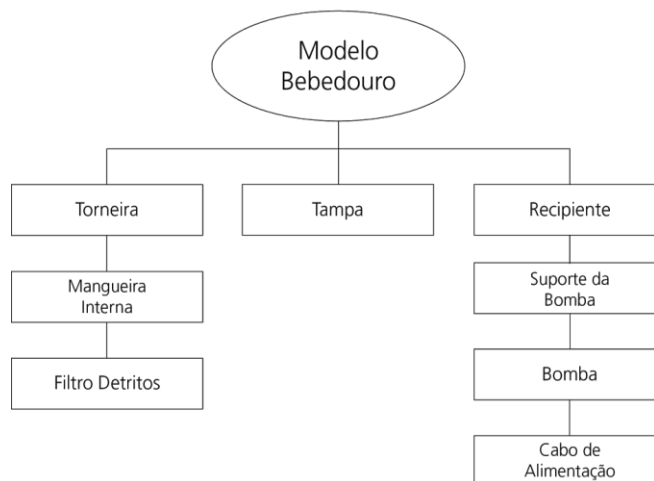 Modelo
Bebedouro
Torneira
Tampa
Recipiente
Mangueira
Interna
Suporte da
Bomba
Filtro Detritos
Bomba
Cabo de
Alimentação